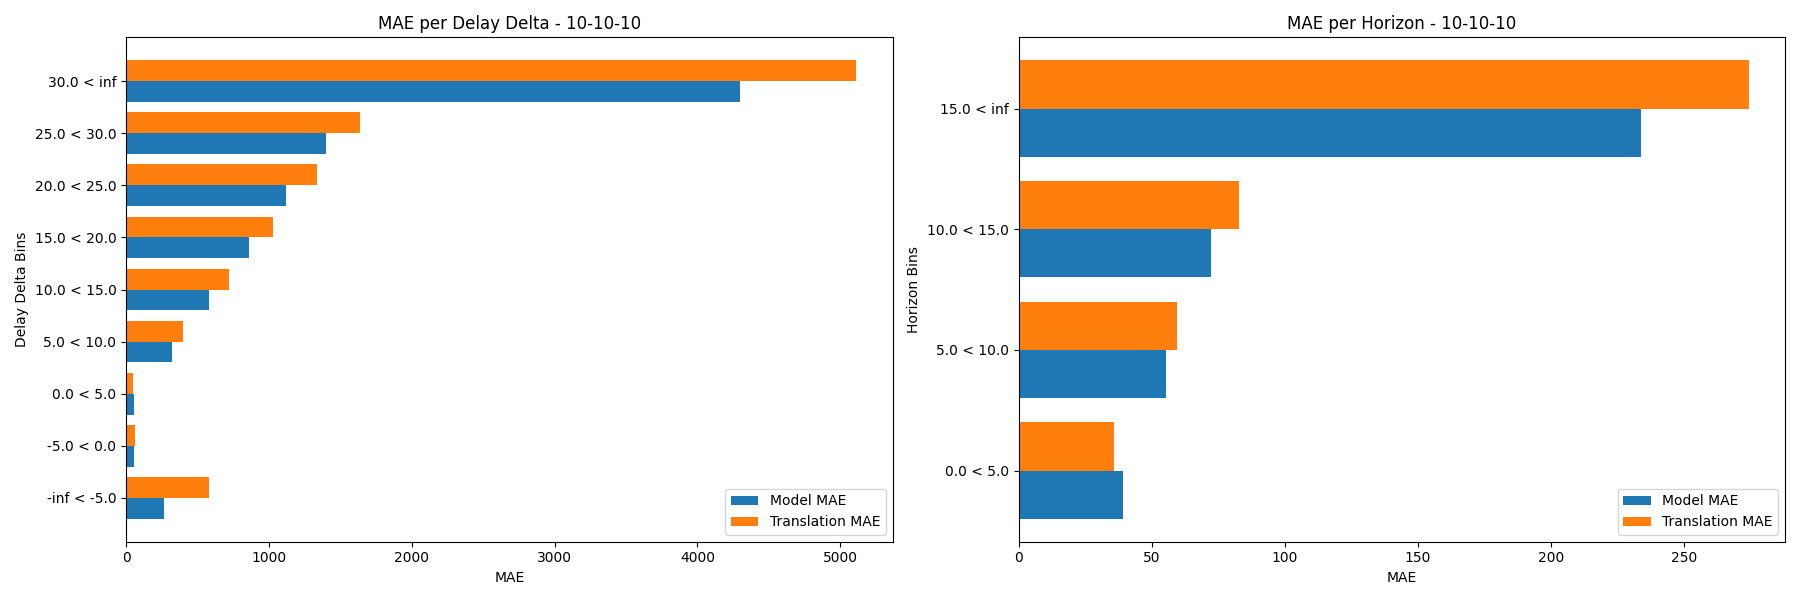 MAE per Delay Delta - 10-10-10
Delay Delta Bins
30.0 < inf
25.0 < 30.0
20.0 < 25.0
15.0 < 20.0
10.0 < 15.0
5.0 < 10.0
0.0 < 5.0
-5.0 < 0.0
-inf < -5.0
Model MAE
Translation MAE
0 1000 2000 3000 4000 5000
MAE
MAE per Horizon - 10-10-10
Horizon Bins
15.0 < inf
10.0 < 15.0
5.0 < 10.0
0.0 < 5.0
Model MAE
Translation MAE
0 50 100 150 200 250
MAE